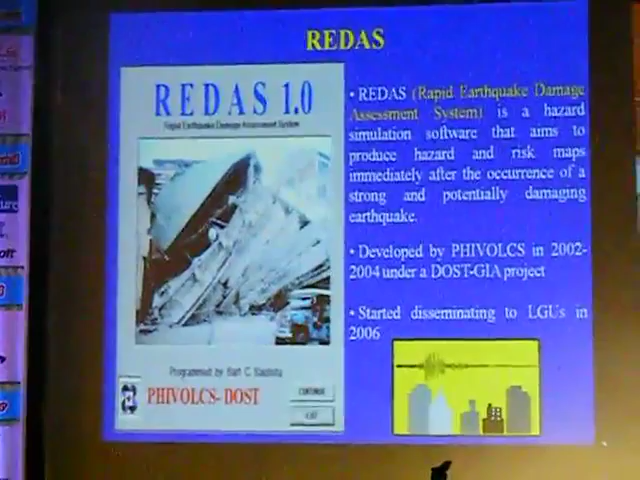 REDAS
REDAS 1.0
Rapid Earthquake Damage Assessment System
Programmed by Bart C. Bautista
PHIVOLCS- DOST
CONTINUE
• REDAS (Rapid Earthquake Damage
Assessment System) is a hazard
simulation software that aims to
produce hazard and risk maps
immediately after the occurrence of a
strong and potentially damaging
earthquake.
• Developed by PHIVOLCS in 2002-
2004 under a DOST-GIA project
• Started disseminating to LGUs in
2006